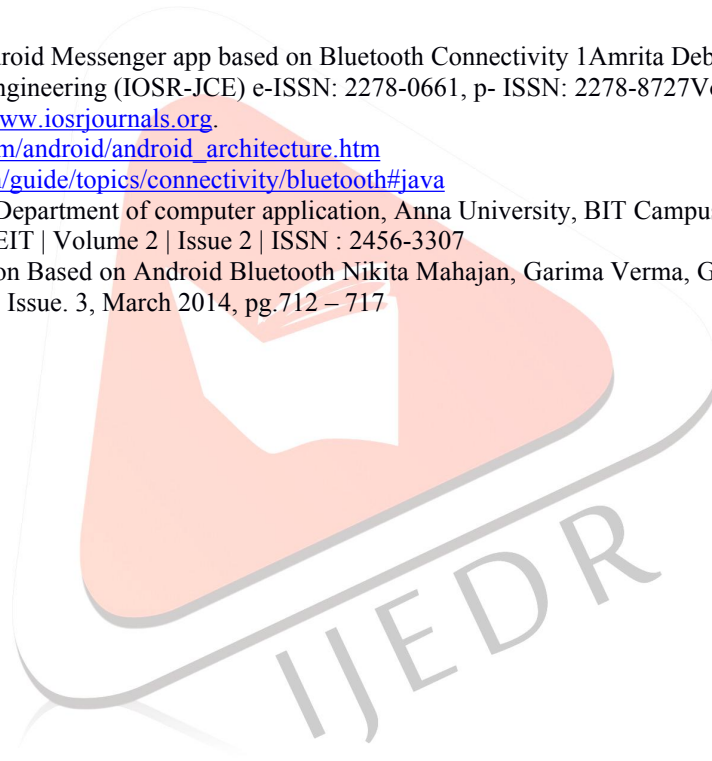 roid Messenger app based on Bluetooth Connectivity 1Amrita Deb
ngineering (IOSR-JCE) e-ISSN: 2278-0661, p- ISSN: 2278-8727V
ww.iosrjournals.org.
m/android/android_architecture.htm
/guide/topics/connectivity/bluetooth#java
Department of computer application, Anna University, BIT Campus
EIT | Volume 2 | Issue 2 | ISSN : 2456-3307
on Based on Android Bluetooth Nikita Mahajan, Garima Verma, G
Issue. 3, March 2014, pg.712 – 717
IJEDR